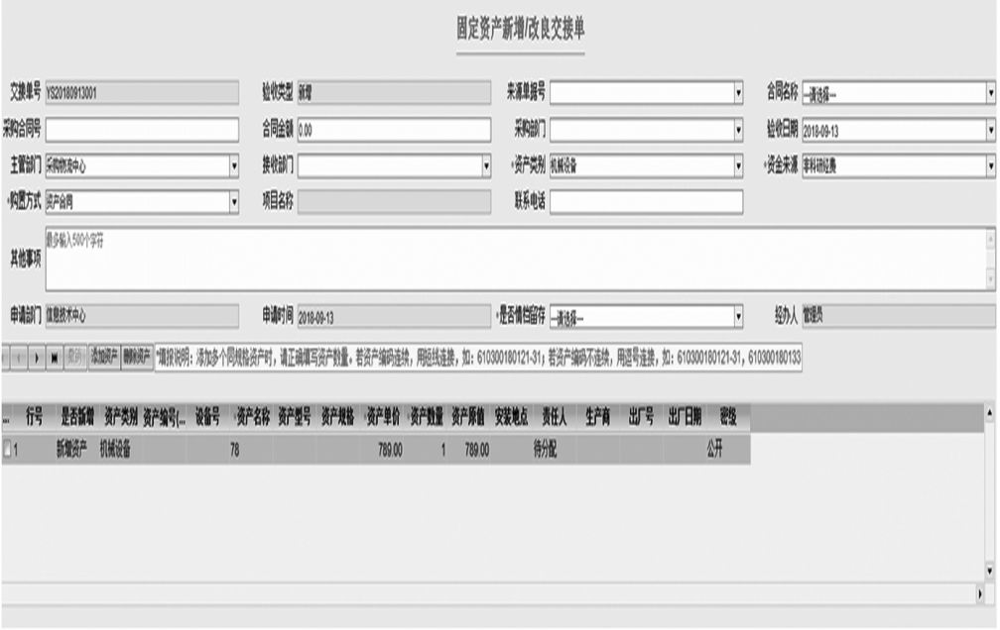 固定资产新增/改良交接单
交接单号 YS20180913001 验收类型 新增 来源单据号 合同名称 --请选择--
采购合同号 合同金额 0.00 采购部门 验收日期 2018-09-13
主管部门 采购物流中心 接收部门 *资产类别 机械设备 *资金来源 非科研经费
*购置方式 资产合同 项目名称 联系电话
其他事项 最多输入500个字符
申请部门 信息技术中心 申请时间 2018-09-13 *是否情档留存 --请选择-- 经办人 管理员
添加资产 删除资产 *填报说明：添加多个同规格资产时，请正确填写资产数量。若资产编码连续，用短线连接，如：610300180121-31；若资产编码不连续，用逗号连接，如：610300180121-31，610300180133
... 行号 是否新增 资产类别 资产编号(... 设备号 *资产名称 资产型号 资产规格 *资产单价 *资产数量 资产原值 安装地点 责任人 生产商 出厂号 出厂日期 密级
1 新增资产 机械设备 78 789.00 1 789.00 待分配 公开